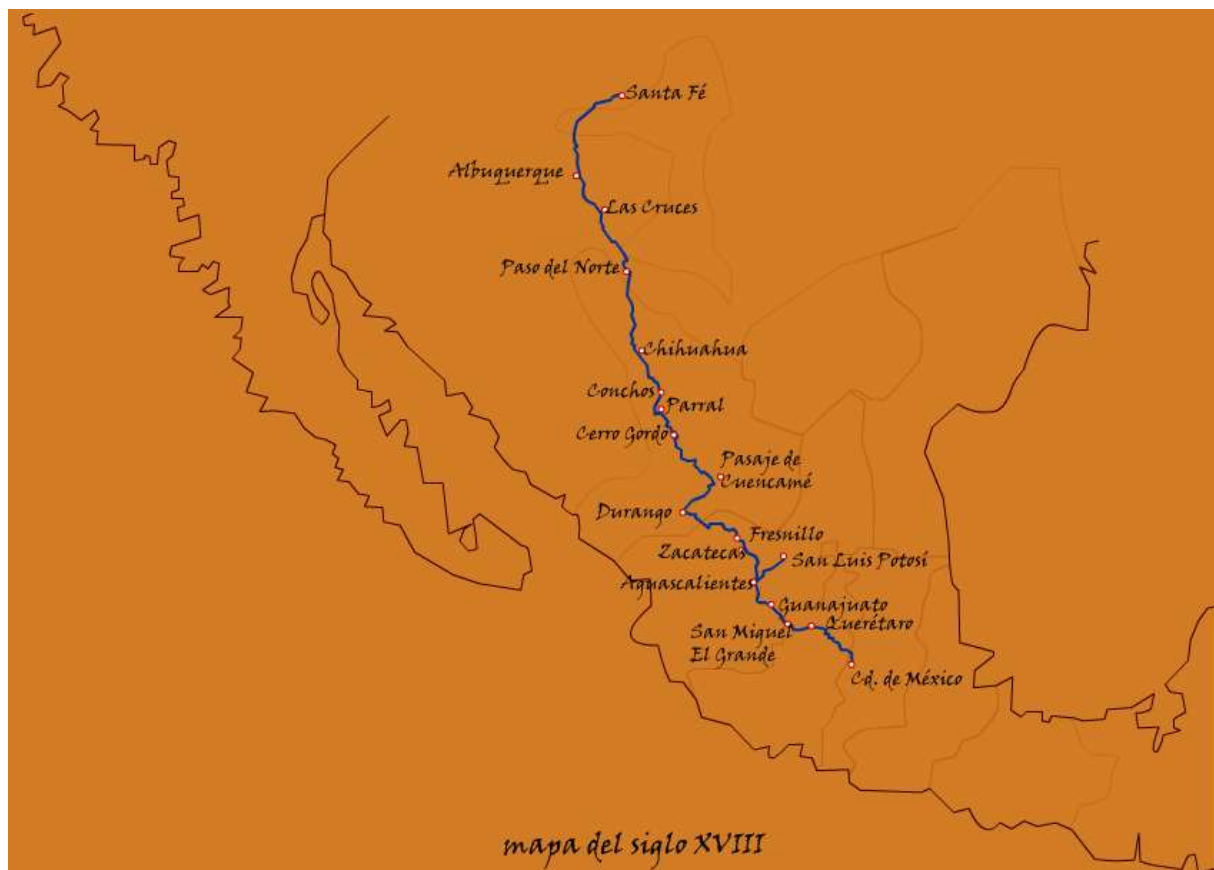 Santa Fé
Albuquerque
Las Cruces
Paso del Norte
Chihuahua
Conchos
Parral
Cerro Gordo
Pasaje de
Cuencamé
Durango
Fresnillo
Zacatecas
San Luis Potosí
Aguascalientes
Guanajuato
Querétaro
San Miguel
El Grande
Cd. de México
mapa del siglo XVIII